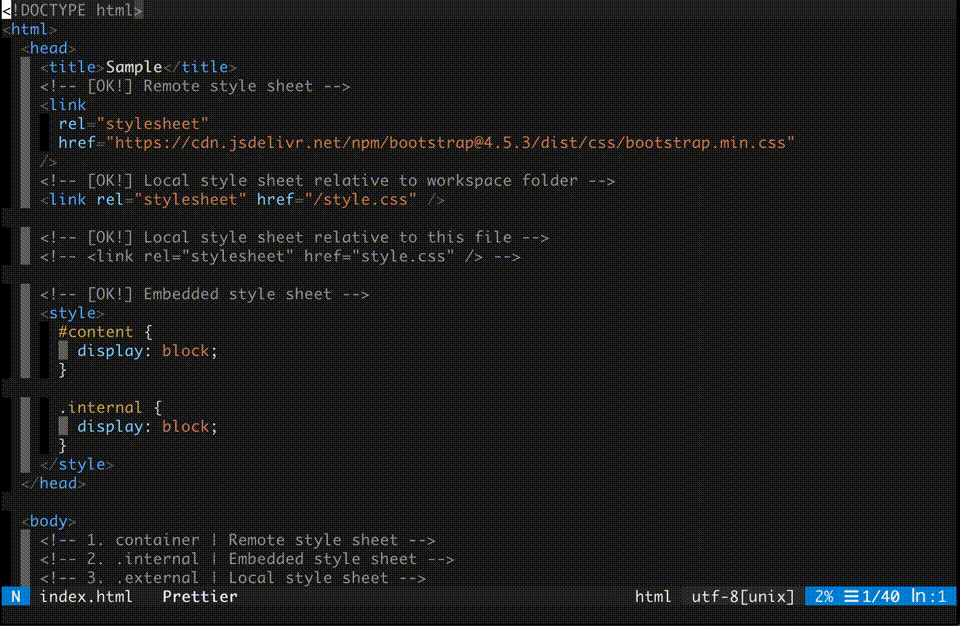 <!DOCTYPE html>
<html>
<head>
<title>Sample</title>
<!-- [OK!] Remote style sheet -->
<link
rel="stylesheet"
href="https://cdn.jsdelivr.net/npm/bootstrap@4.5.3/dist/css/bootstrap.min.css"
/>
<!-- [OK!] Local style sheet relative to workspace folder -->
<link rel="stylesheet" href="/style.css" />
<!-- [OK!] Local style sheet relative to this file -->
<!-- <link rel="stylesheet" href="style.css" /> -->
<!-- [OK!] Embedded style sheet -->
<style>
#content {
display: block;
}
.internal {
display: block;
}
</style>
</head>
<body>
<!-- 1. container | Remote style sheet -->
<!-- 2. .internal | Embedded style sheet -->
<!-- 3. .external | Local style sheet -->
N index.html Prettier html utf-8[unix] 2% ☰1/40 ln:1